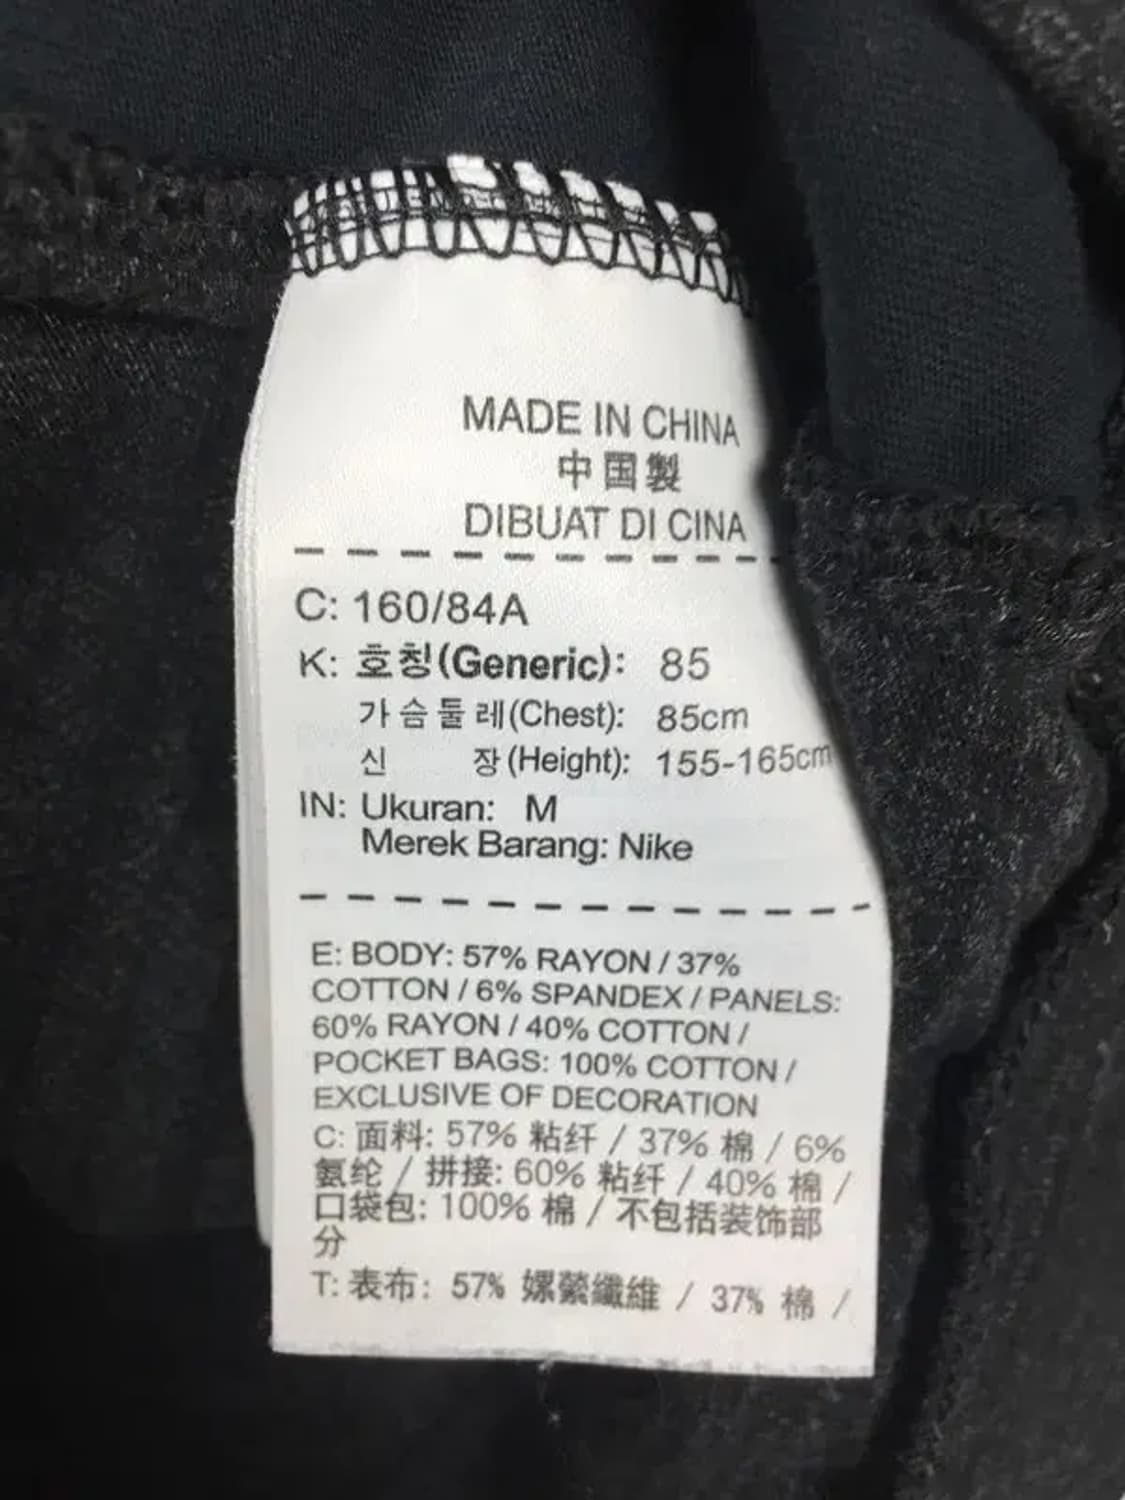 MADE IN CHINA
中国製
DIBUAT DI CINA
C: 160/84A
K: 호칭(Generic): 85
가슴둘레(Chest): 85cm
신 장(Height): 155-165cm
IN: Ukuran: M
Merek Barang: Nike
E: BODY: 57% RAYON / 37%
COTTON / 6% SPANDEX / PANELS:
60% RAYON / 40% COTTON /
POCKET BAGS: 100% COTTON /
EXCLUSIVE OF DECORATION
C: 面料: 57% 粘纤 / 37% 棉 / 6%
氨纶 / 拼接: 60% 粘纤 / 40% 棉 /
口袋包: 100% 棉 / 不包括装饰部
分
T: 表布: 57% 嫘縈纖維 / 37% 棉 /